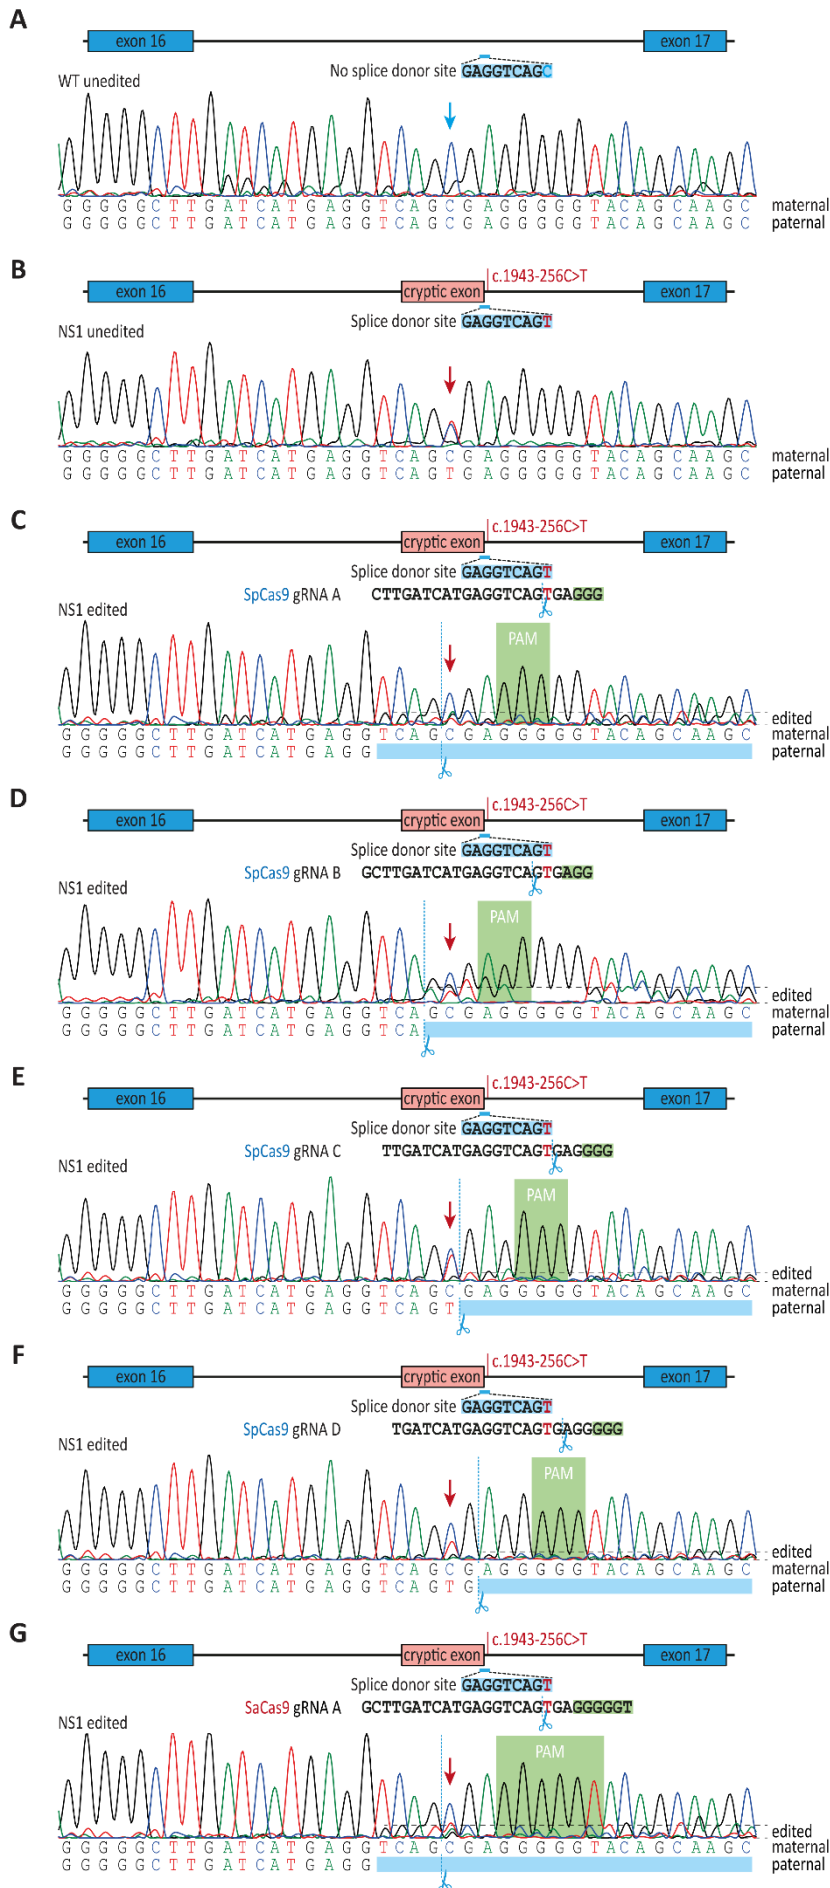 A
exon 16
exon 17
No splice donor site GAGGTCAGC
WT unedited
G G G G G C T T G A T C A T G A G G T C A G C G A G G G G G T A C A G C A A G C maternal
G G G G G C T T G A T C A T G A G G T C A G C G A G G G G G T A C A G C A A G C paternal
B
c.1943-256C>T
exon 16
cryptic exon
exon 17
Splice donor site GAGGTCAGT
NS1 unedited
G G G G G C T T G A T C A T G A G G T C A G C G A G G G G G T A C A G C A A G C maternal
G G G G G C T T G A T C A T G A G G T C A G T G A G G G G G T A C A G C A A G C paternal
C
c.1943-256C>T
exon 16
cryptic exon
exon 17
Splice donor site GAGGTCAGT
SpCas9 gRNA A CTTGATCATGAGGTCAGTGAGGG
NS1 edited
PAM
edited
G G G G G C T T G A T C A T G A G G T C A G C G A G G G G G T A C A G C A A G C maternal
G G G G G C T T G A T C A T G A G G paternal
D
c.1943-256C>T
exon 16
cryptic exon
exon 17
Splice donor site GAGGTCAGT
SpCas9 gRNA B GCTTGATCATGAGGTCAGTGAGG
NS1 edited
PAM
edited
G G G G G C T T G A T C A T G A G G T C A G C G A G G G G G T A C A G C A A G C maternal
G G G G G C T T G A T C A T G A G G T C A paternal
E
c.1943-256C>T
exon 16
cryptic exon
exon 17
Splice donor site GAGGTCAGT
SpCas9 gRNA C TTGATCATGAGGTCAGTGAGGGG
NS1 edited
PAM
edited
G G G G G C T T G A T C A T G A G G T C A G C G A G G G G G T A C A G C A A G C maternal
G G G G G C T T G A T C A T G A G G T C A G T paternal
F
c.1943-256C>T
exon 16
cryptic exon
exon 17
Splice donor site GAGGTCAGT
SpCas9 gRNA D TGATCATGAGGTCAGTGAGGGGG
NS1 edited
PAM
edited
G G G G G C T T G A T C A T G A G G T C A G C G A G G G G G T A C A G C A A G C maternal
G G G G G C T T G A T C A T G A G G T C A G T G paternal
G
c.1943-256C>T
exon 16
cryptic exon
exon 17
Splice donor site GAGGTCAGT
SaCas9 gRNA A GCTTGATCATGAGGTCAGTGAGGGGGT
NS1 edited
PAM
edited
G G G G G C T T G A T C A T G A G G T C A G C G A G G G G G T A C A G C A A G C maternal
G G G G G C T T G A T C A T G A G G paternal